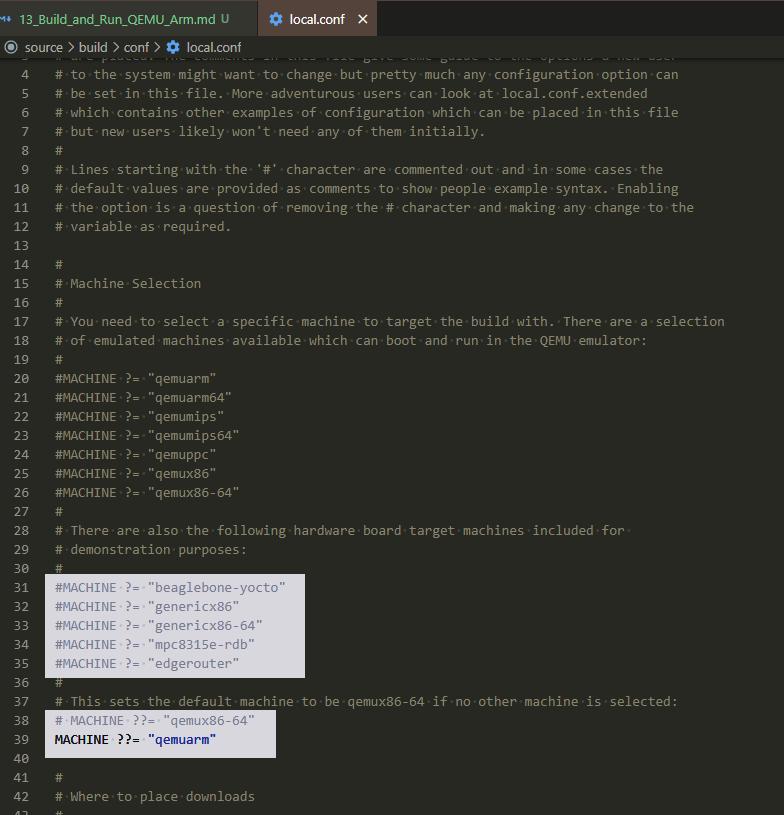 13_Build_and_Run_QEMU_Arm.md U
local.conf
source > build > conf > local.conf
4 # to the system might want to change but pretty much any configuration option can
5 # be set in this file. More adventurous users can look at local.conf.extended
6 # which contains other examples of configuration which can be placed in this file
7 # but new users likely won't need any of them initially.
8 #
9 # Lines starting with the '#' character are commented out and in some cases the
10 # default values are provided as comments to show people example syntax. Enabling
11 # the option is a question of removing the # character and making any change to the
12 # variable as required.
13
14 #
15 # Machine Selection
16 #
17 # You need to select a specific machine to target the build with. There are a selection
18 # of emulated machines available which can boot and run in the QEMU emulator:
19 #
20 #MACHINE ?= "qemuarm"
21 #MACHINE ?= "qemuarm64"
22 #MACHINE ?= "qemumips"
23 #MACHINE ?= "qemumips64"
24 #MACHINE ?= "qemuppc"
25 #MACHINE ?= "qemux86"
26 #MACHINE ?= "qemux86-64"
27 #
28 # There are also the following hardware board target machines included for
29 # demonstration purposes:
30 #
31 #MACHINE ?= "beaglebone-yocto"
32 #MACHINE ?= "genericx86"
33 #MACHINE ?= "genericx86-64"
34 #MACHINE ?= "mpc8315e-rdb"
35 #MACHINE ?= "edgerouter"
36 #
37 # This sets the default machine to be qemux86-64 if no other machine is selected:
38 # MACHINE ??= "qemux86-64"
39 MACHINE ??= "qemuarm"
40
41 #
42 # Where to place downloads